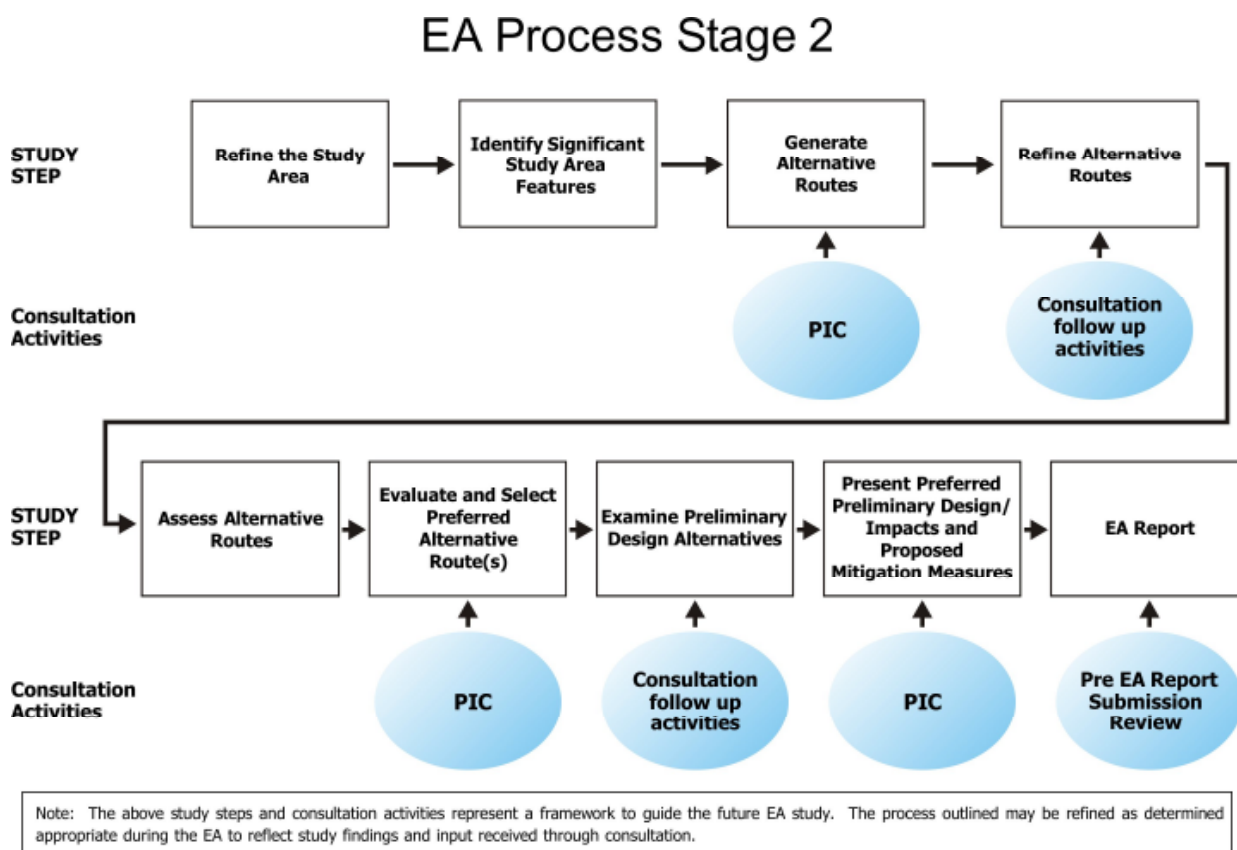 EA Process Stage 2
STUDY
STEP
Refine the Study
Area
Identify Significant
Study Area
Features
Generate
Alternative
Routes
Refine Alternative
Routes
Consultation
Activities
PIC
Consultation
follow up
activities
STUDY
STEP
Assess Alternative
Routes
Evaluate and Select
Preferred
Alternative
Route(s)
Examine Preliminary
Design Alternatives
Present Preferred
Preliminary Design/
Impacts and
Proposed
Mitigation Measures
EA Report
Consultation
Activities
PIC
Consultation
follow up
activities
PIC
Pre EA Report
Submission
Review
Note: The above study steps and consultation activities represent a framework to guide the future EA study. The process outlined may be refined as determined
appropriate during the EA to reflect study findings and input received through consultation.